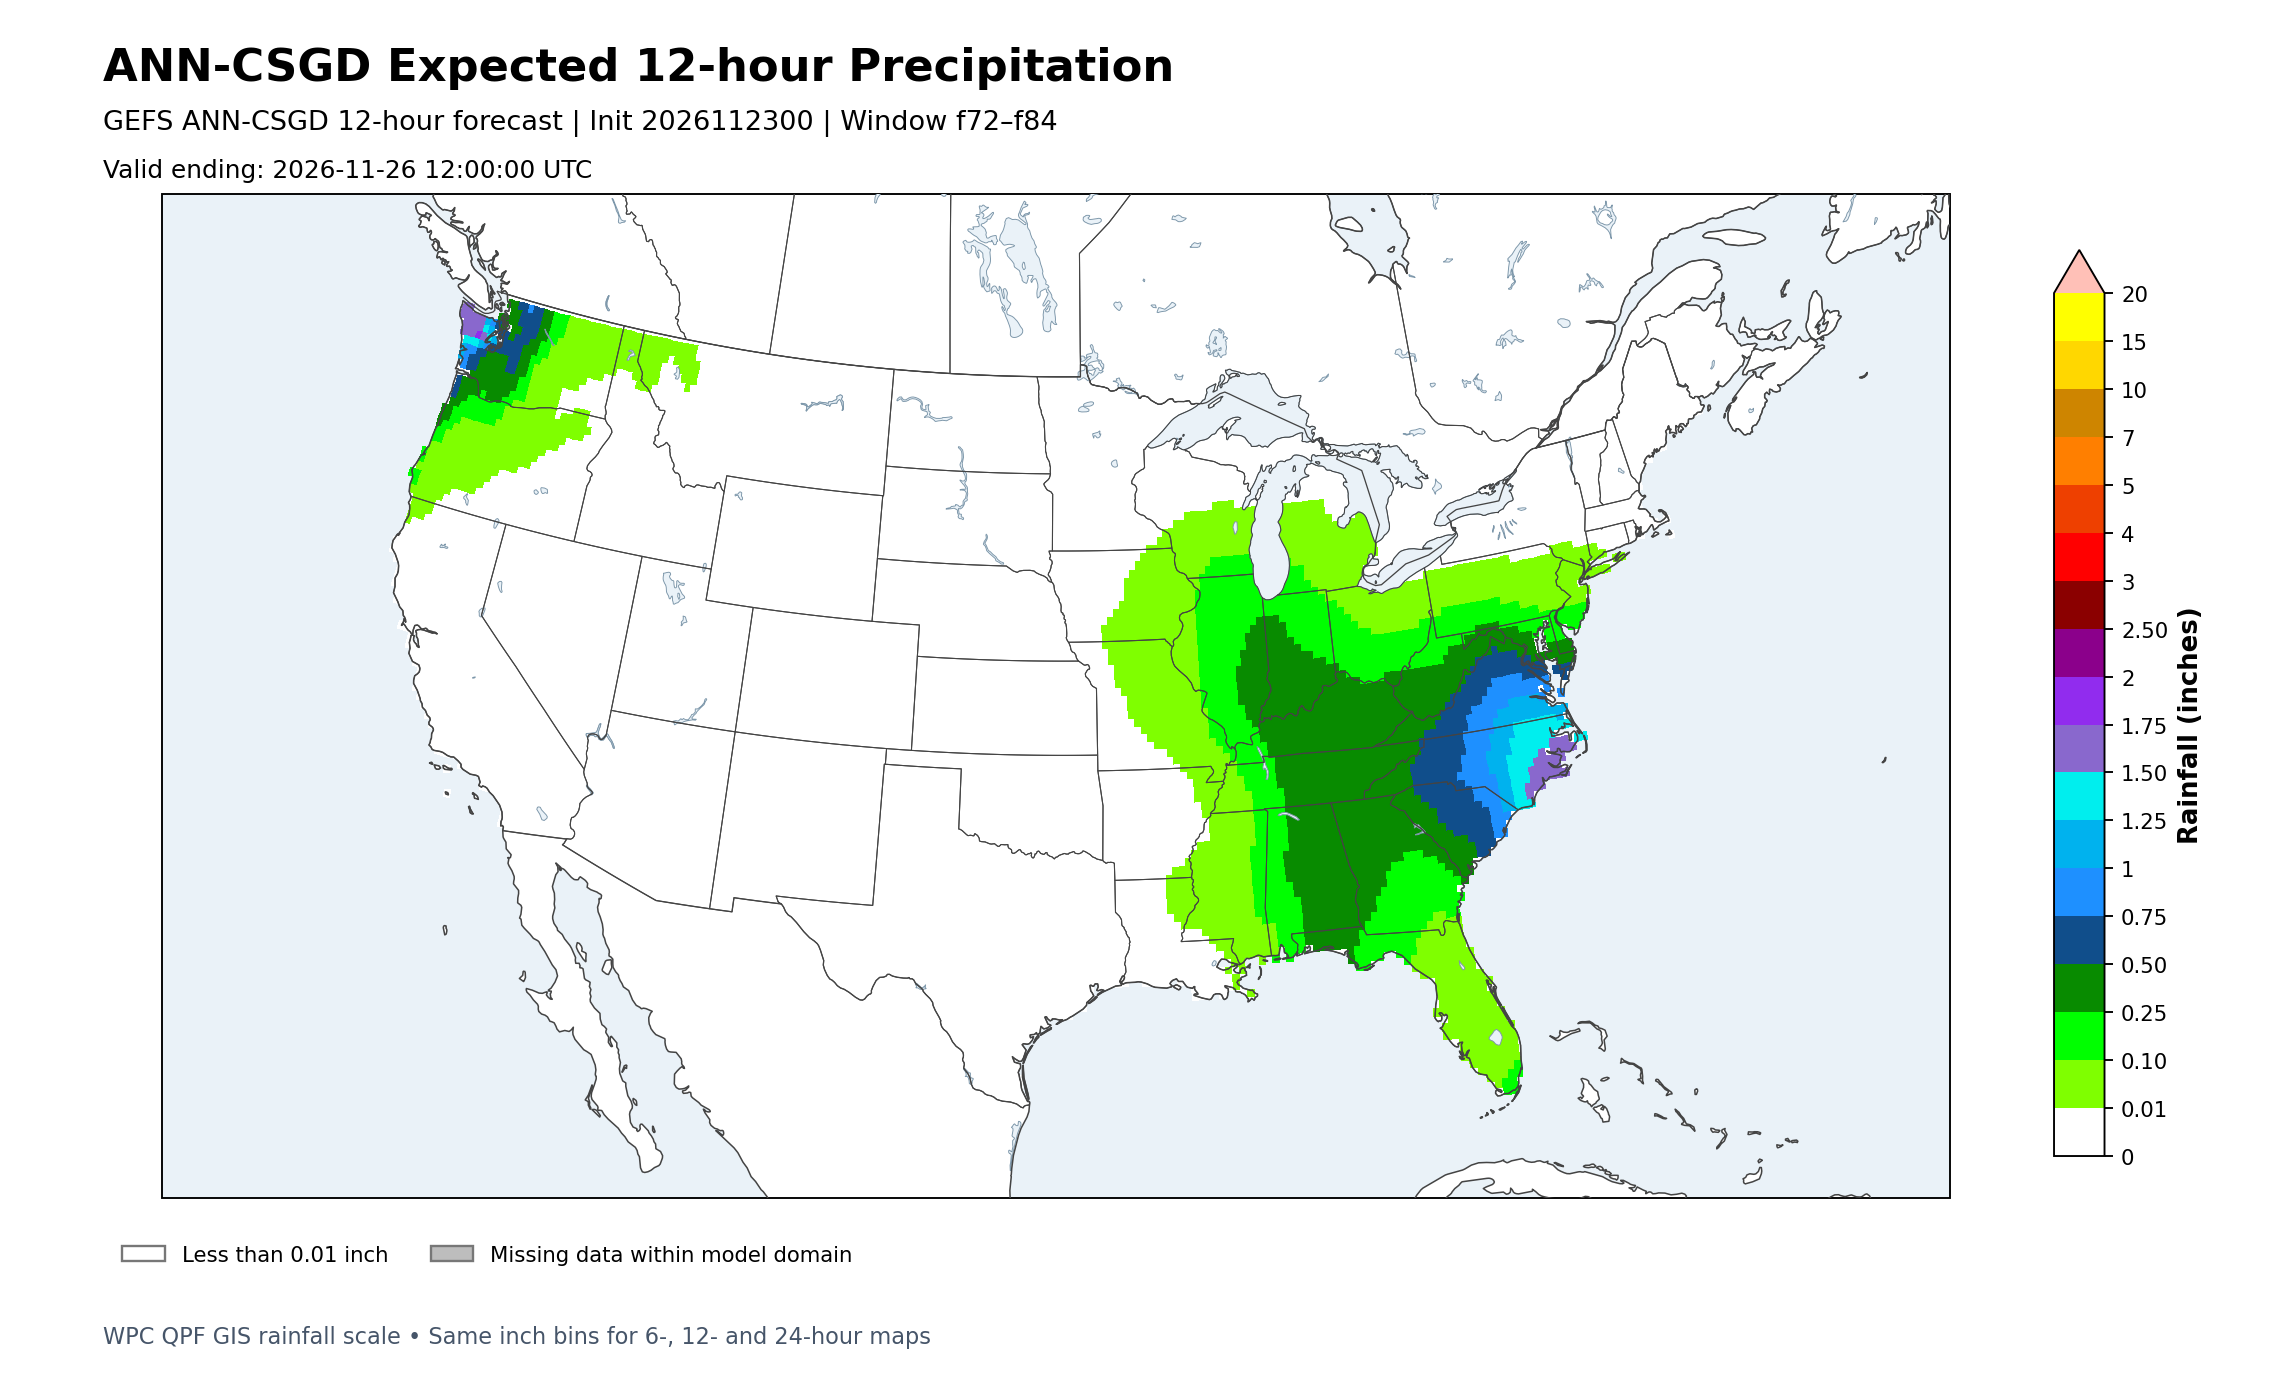 ANN-CSGD Expected 12-hour Precipitation
GEFS ANN-CSGD 12-hour forecast | Init 2026112300 | Window f72–f84
Valid ending: 2026-11-26 12:00:00 UTC
20
15
10
7
5
4
3
2.50
2
1.75
1.50
1.25
1
0.75
0.50
0.25
0.10
0.01
0
Rainfall (inches)
Less than 0.01 inch
Missing data within model domain
WPC QPF GIS rainfall scale • Same inch bins for 6-, 12- and 24-hour maps